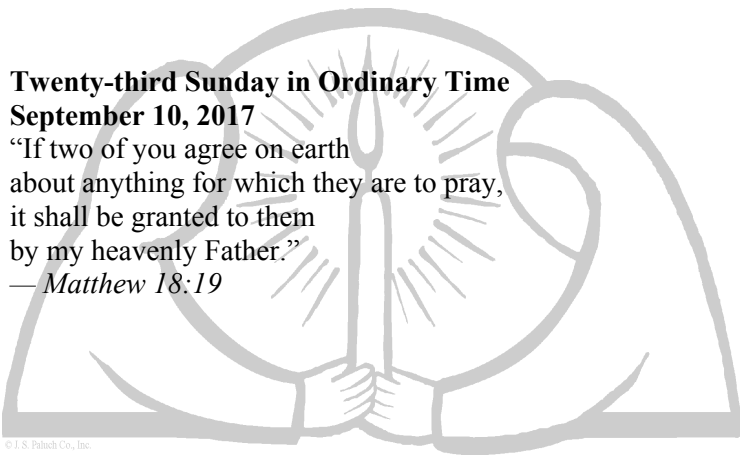 Twenty-third Sunday in Ordinary Time
September 10, 2017
“If two of you agree on earth
about anything for which they are to pray,
it shall be granted to them
by my heavenly Father.”
— Matthew 18:19
© J. S. Paluch Co., Inc.